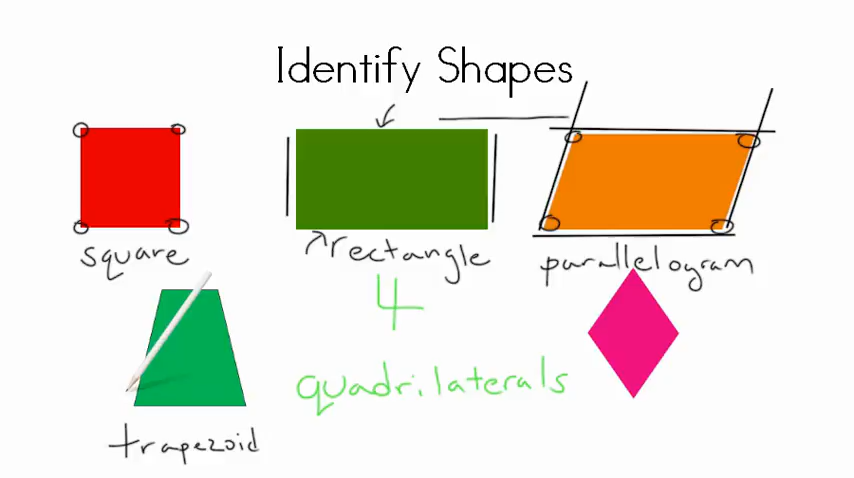 Identify Shapes
square
rectangle
parallelogram
4
quadrilaterals
trapezoid